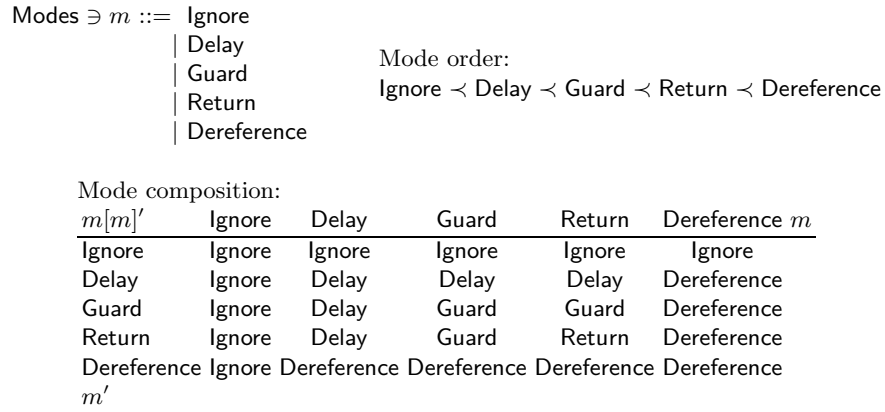 Modes ∋ m ::= Ignore
| Delay
| Guard
| Return
| Dereference
Mode order:
Ignore ≺ Delay ≺ Guard ≺ Return ≺ Dereference
Mode composition:
m[m]′ Ignore Delay Guard Return Dereference m
Ignore Ignore Ignore Ignore Ignore Ignore
Delay Ignore Delay Delay Delay Dereference
Guard Ignore Delay Guard Guard Dereference
Return Ignore Delay Guard Return Dereference
Dereference Ignore Dereference Dereference Dereference Dereference
m′